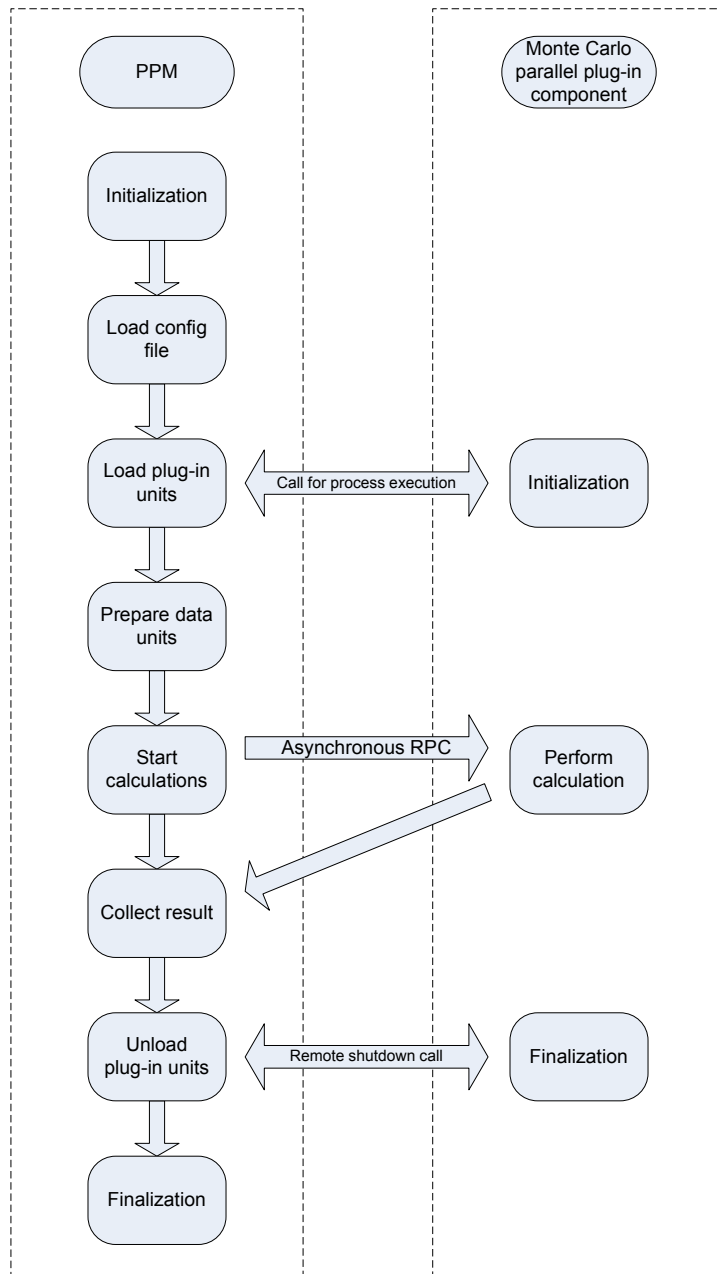 PPM
Monte Carlo
parallel plug-in
component
Initialization
Load config
file
Load plug-in
units
Call for process execution
Initialization
Prepare data
units
Start
calculations
Asynchronous RPC
Perform
calculation
Collect result
Unload
plug-in units
Remote shutdown call
Finalization
Finalization